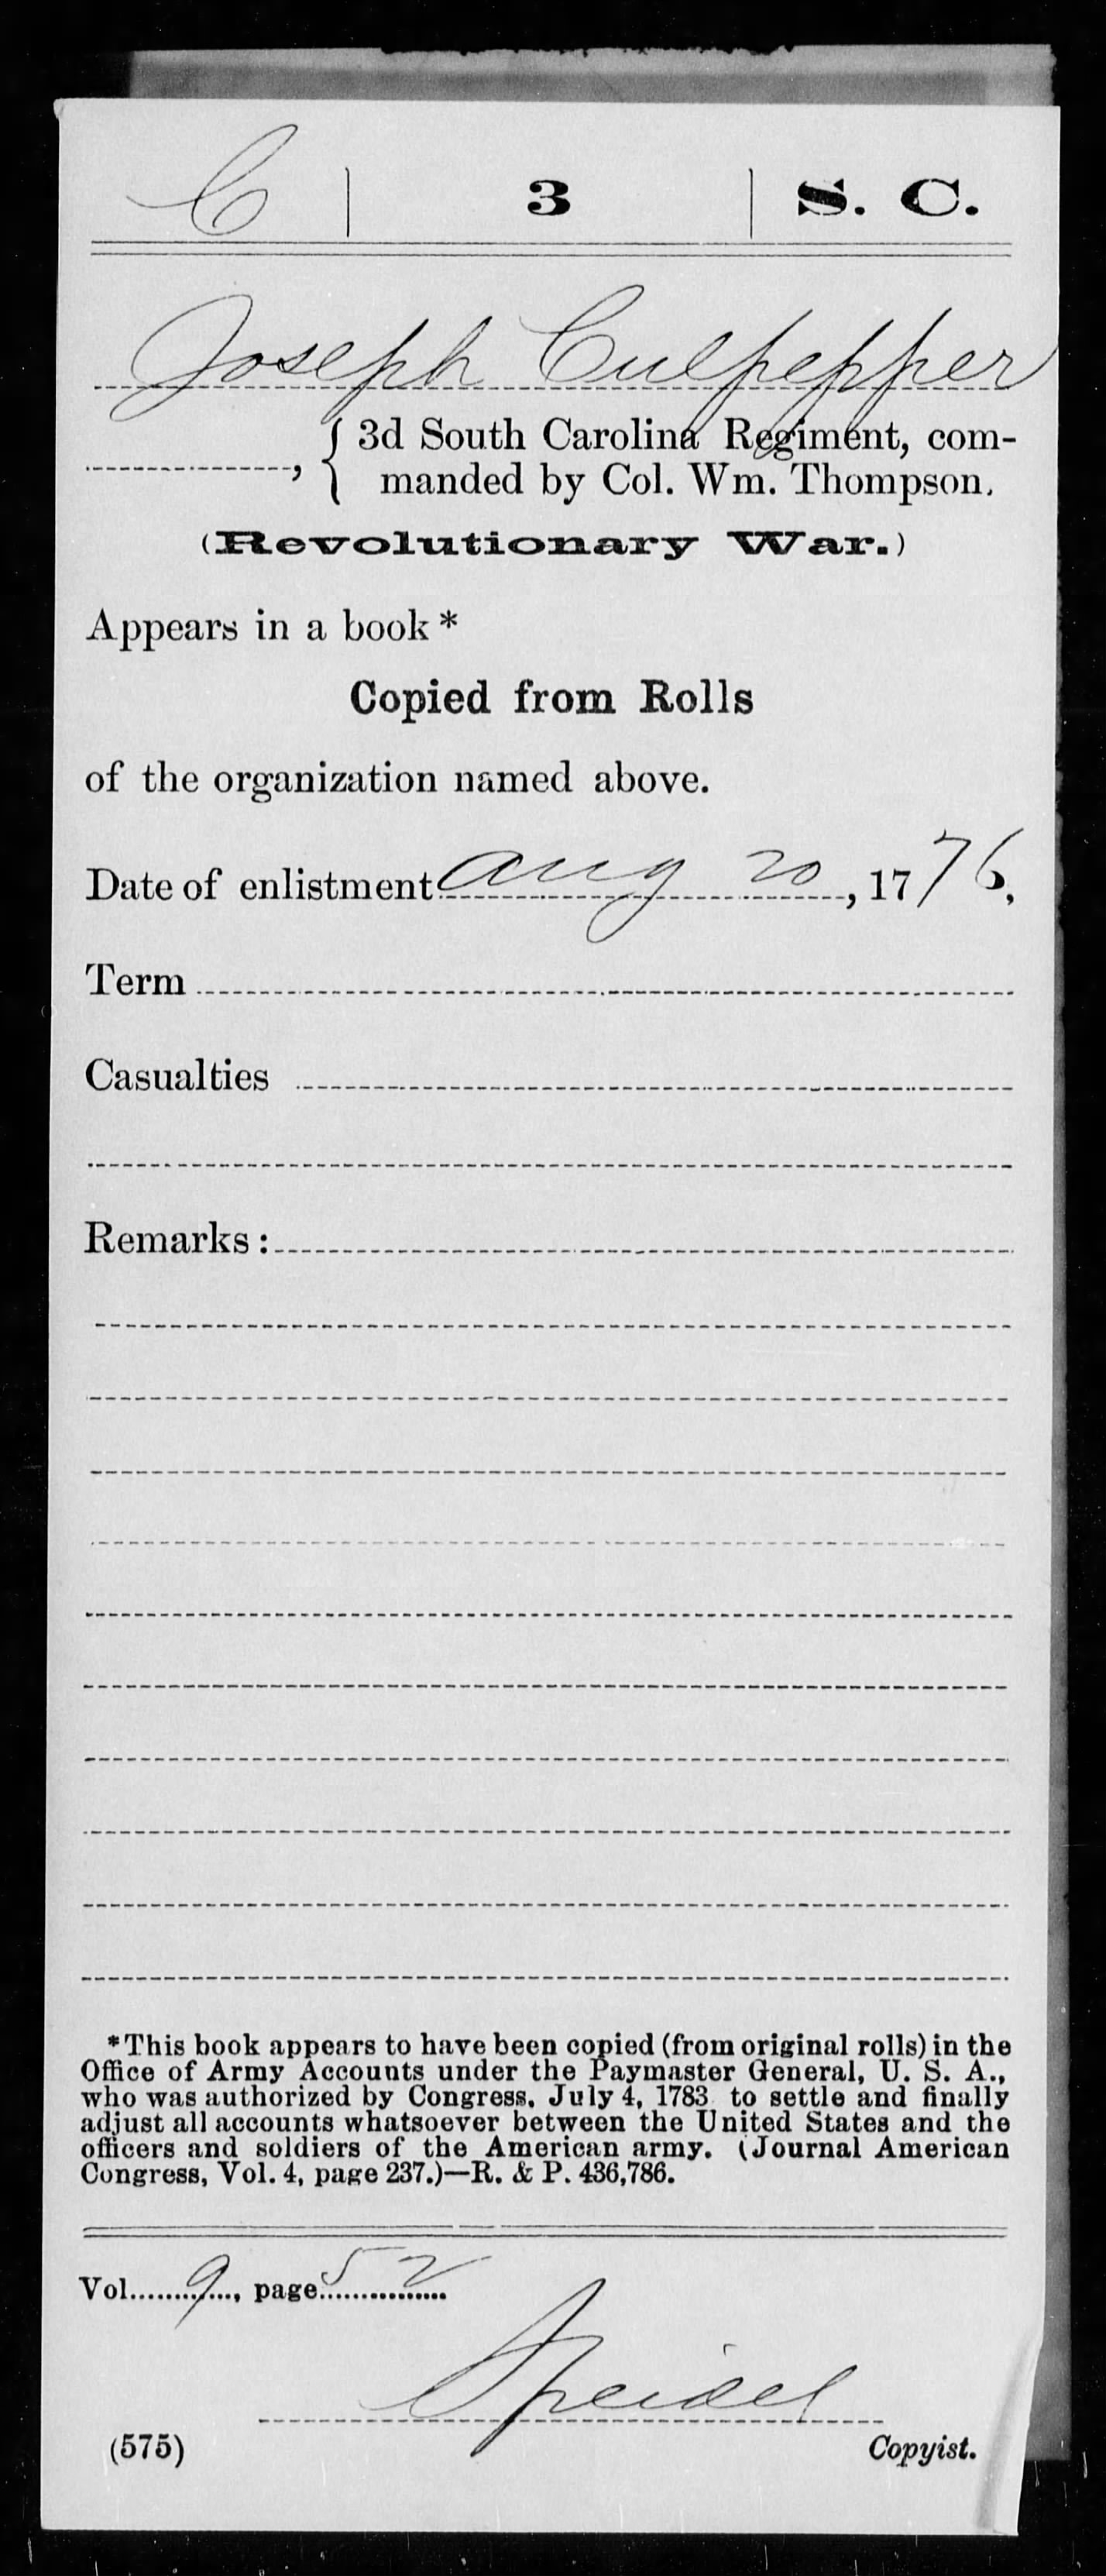 C | 3 | S. C.
Joseph Culpepper
, { 3d South Carolina Regiment, com-
manded by Col. Wm. Thompson.
(Revolutionary War.)
Appears in a book *
Copied from Rolls
of the organization named above.
Date of enlistment Aug 20, 1776.
Term
Casualties
Remarks:
*This book appears to have been copied (from original rolls) in the
Office of Army Accounts under the Paymaster General, U. S. A.,
who was authorized by Congress, July 4, 1783 to settle and finally
adjust all accounts whatsoever between the United States and the
officers and soldiers of the American army. (Journal American
Congress, Vol. 4, page 237.)—R. & P. 436,786.
Vol. 9, page 52
Speidel
(575) Copyist.